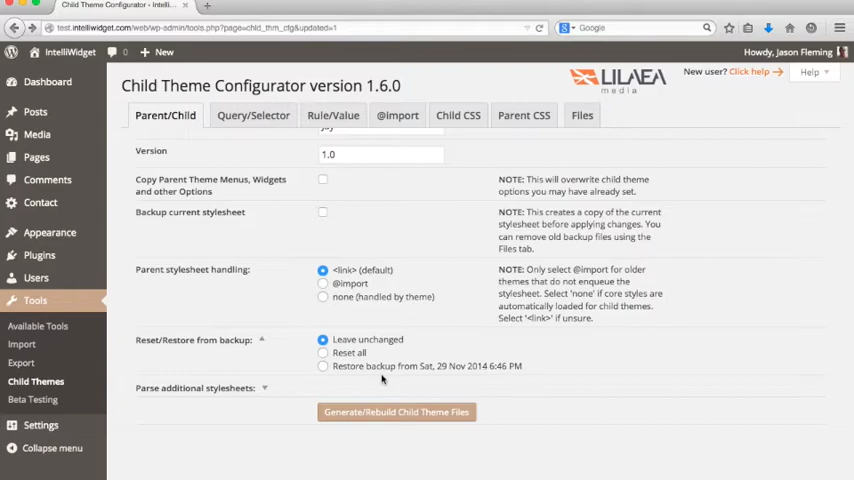 Child Theme Configurator — Intelli...
test.intelliwidget.com/web/wp-admin/tools.php?page=chld_thm_cfg&updated=1
Google
IntelliWidget
0
New
Howdy, Jason Fleming
Dashboard
Posts
Media
Pages
Comments
Contact
Appearance
Plugins
Users
Tools
Available Tools
Import
Export
Child Themes
Beta Testing
Settings
Collapse menu
Child Theme Configurator version 1.6.0
LILAEA
media
New user? Click help
Help
Parent/Child
Query/Selector
Rule/Value
@import
Child CSS
Parent CSS
Files
Version
1.0
Copy Parent Theme Menus, Widgets
and other Options
NOTE: This will overwrite child theme
options you may have already set.
Backup current stylesheet
NOTE: This creates a copy of the current
stylesheet before applying changes. You
can remove old backup files using the
Files tab.
Parent stylesheet handling:
<link> (default)
@import
none (handled by theme)
NOTE: Only select @import for older
themes that do not enqueue the
stylesheet. Select 'none' if core styles are
automatically loaded for child themes.
Select '<link>' if unsure.
Reset/Restore from backup:
Leave unchanged
Reset all
Restore backup from Sat, 29 Nov 2014 6:46 PM
Parse additional stylesheets:
Generate/Rebuild Child Theme Files